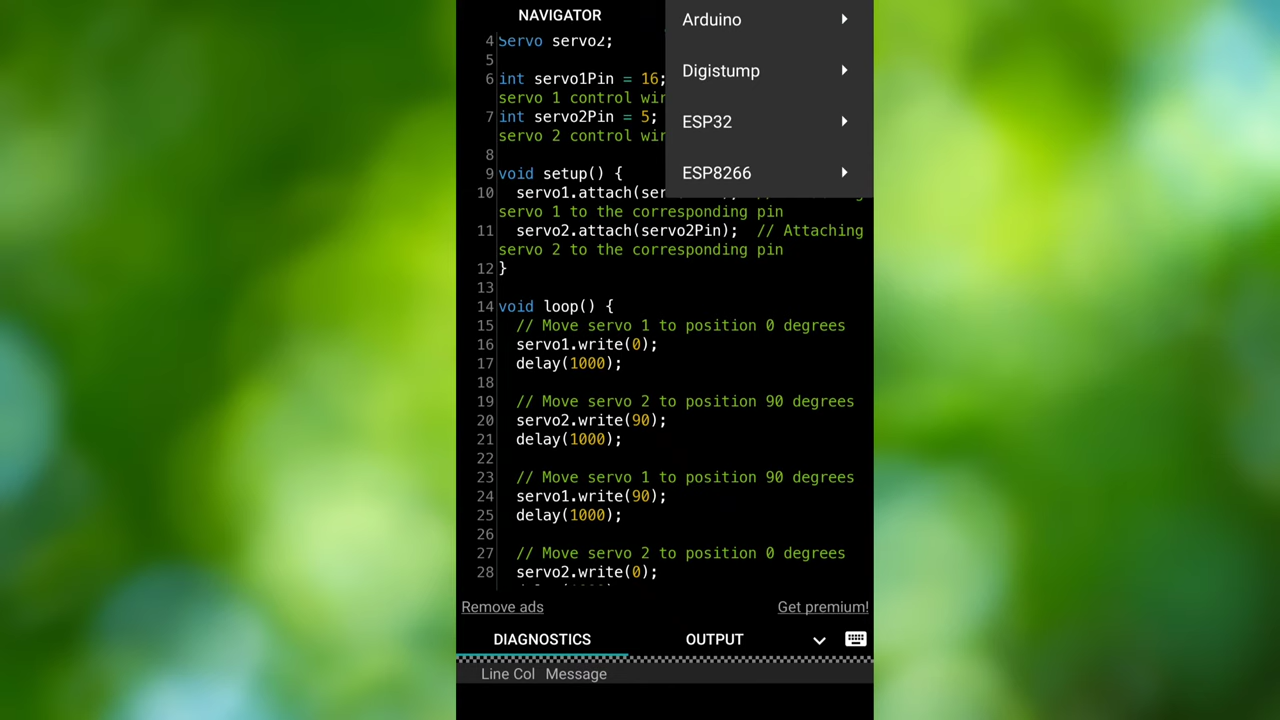 NAVIGATOR
Arduino
Digistump
ESP32
ESP8266
4 Servo servo2;
5
6 int servo1Pin = 16;
servo 1 control wir
7 int servo2Pin = 5;
servo 2 control wir
8
9 void setup() {
10 servo1.attach(ser
servo 1 to the corresponding pin
11 servo2.attach(servo2Pin); // Attaching
servo 2 to the corresponding pin
12 }
13
14 void loop() {
15 // Move servo 1 to position 0 degrees
16 servo1.write(0);
17 delay(1000);
18
19 // Move servo 2 to position 90 degrees
20 servo2.write(90);
21 delay(1000);
22
23 // Move servo 1 to position 90 degrees
24 servo1.write(90);
25 delay(1000);
26
27 // Move servo 2 to position 0 degrees
28 servo2.write(0);
Remove ads Get premium!
DIAGNOSTICS OUTPUT
Line Col Message